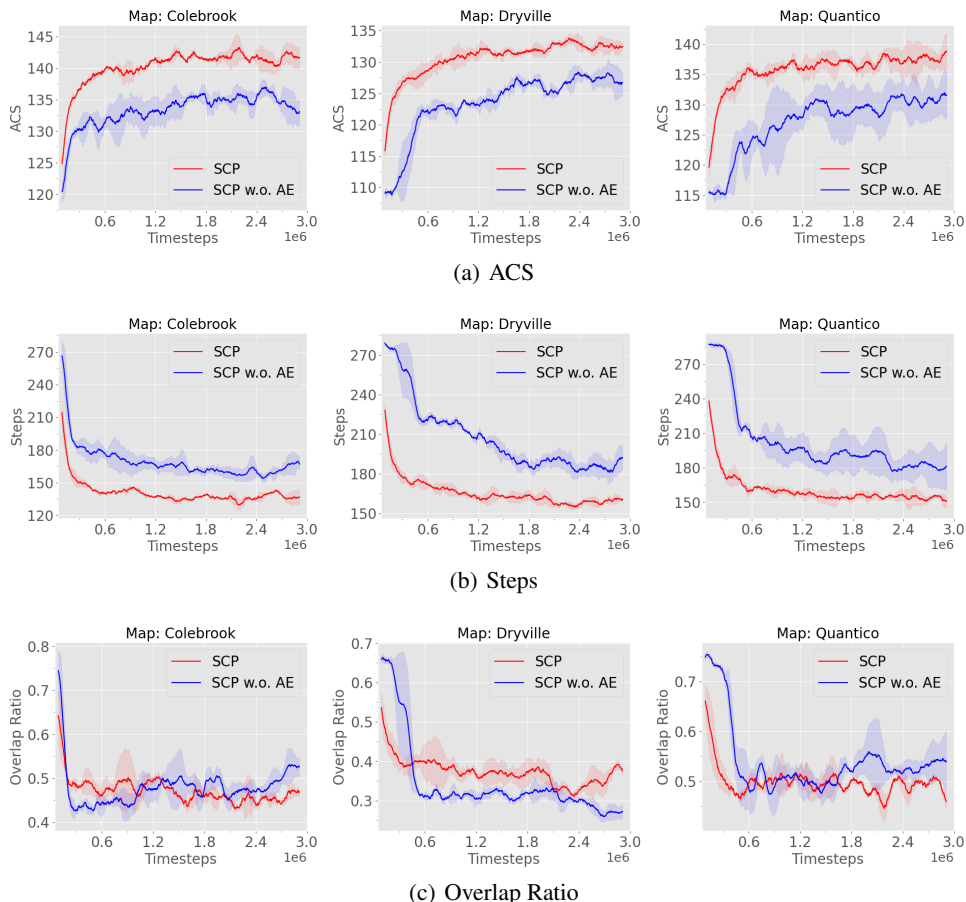 Map: Colebrook
145
140
135
130
125
120
ACS
SCP
SCP w.o. AE
0.6 1.2 1.8 2.4 3.0
Timesteps
1e6
Map: Dryville
135
130
125
120
115
110
ACS
SCP
SCP w.o. AE
0.6 1.2 1.8 2.4 3.0
Timesteps
1e6
Map: Quantico
140
135
130
125
120
115
ACS
SCP
SCP w.o. AE
0.6 1.2 1.8 2.4 3.0
Timesteps
1e6
(a) ACS
Map: Colebrook
270
240
210
180
150
120
Steps
SCP
SCP w.o. AE
0.6 1.2 1.8 2.4 3.0
Timesteps
1e6
Map: Dryville
270
240
210
180
150
Steps
SCP
SCP w.o. AE
0.6 1.2 1.8 2.4 3.0
Timesteps
1e6
Map: Quantico
270
240
210
180
150
Steps
SCP
SCP w.o. AE
0.6 1.2 1.8 2.4 3.0
Timesteps
1e6
(b) Steps
Map: Colebrook
0.8
0.7
0.6
0.5
0.4
Overlap Ratio
SCP
SCP w.o. AE
0.6 1.2 1.8 2.4 3.0
Timesteps
1e6
Map: Dryville
0.7
0.6
0.5
0.4
0.3
Overlap Ratio
SCP
SCP w.o. AE
0.6 1.2 1.8 2.4 3.0
Timesteps
1e6
Map: Quantico
0.7
0.6
0.5
Overlap Ratio
SCP
SCP w.o. AE
0.6 1.2 1.8 2.4 3.0
Timesteps
1e6
(c) Overlap Ratio